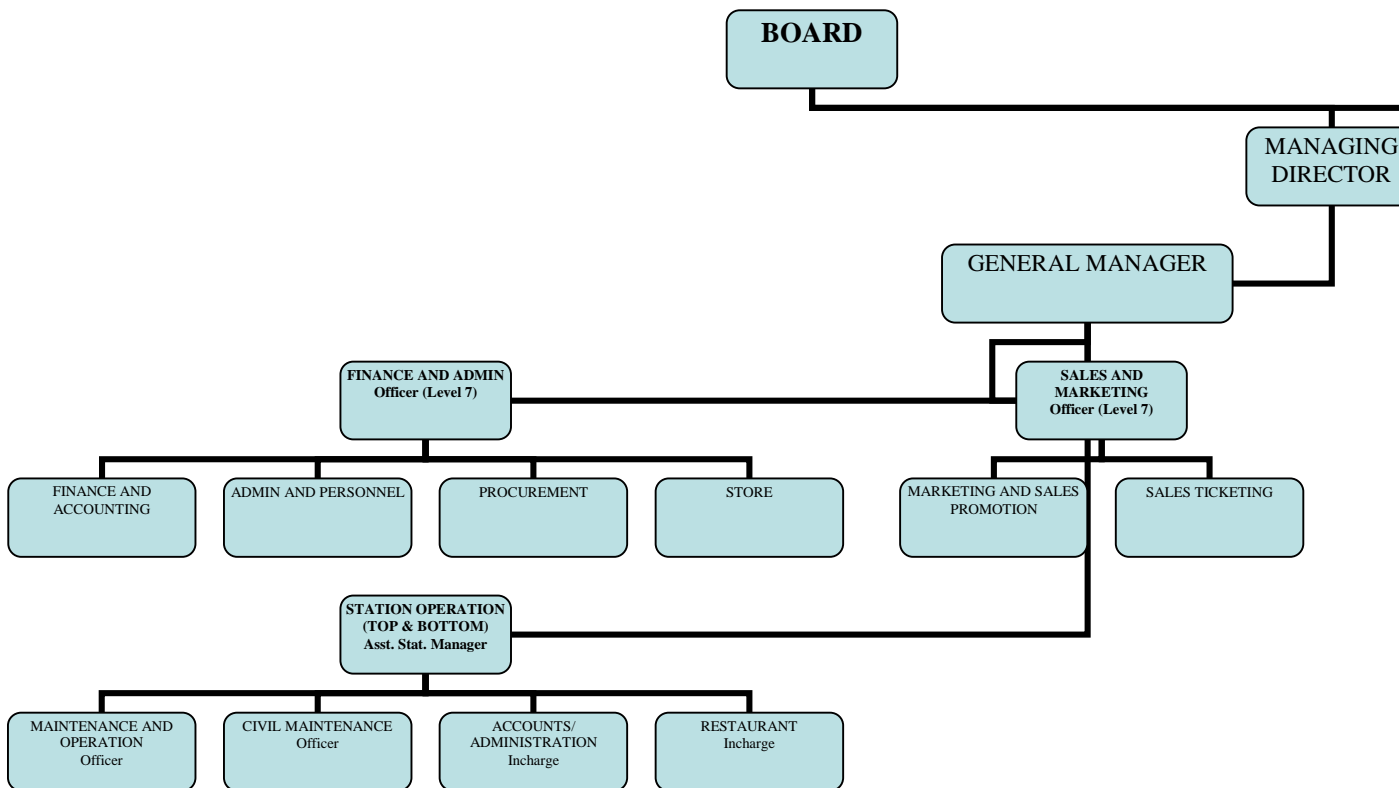 BOARD
MANAGING
DIRECTOR
GENERAL MANAGER
FINANCE AND ADMIN
Officer (Level 7)
SALES AND
MARKETING
Officer (Level 7)
FINANCE AND
ACCOUNTING
ADMIN AND PERSONNEL
PROCUREMENT
STORE
MARKETING AND SALES
PROMOTION
SALES TICKETING
STATION OPERATION
(TOP & BOTTOM)
Asst. Stat. Manager
MAINTENANCE AND
OPERATION
Officer
CIVIL MAINTENANCE
Officer
ACCOUNTS/
ADMINISTRATION
Incharge
RESTAURANT
Incharge